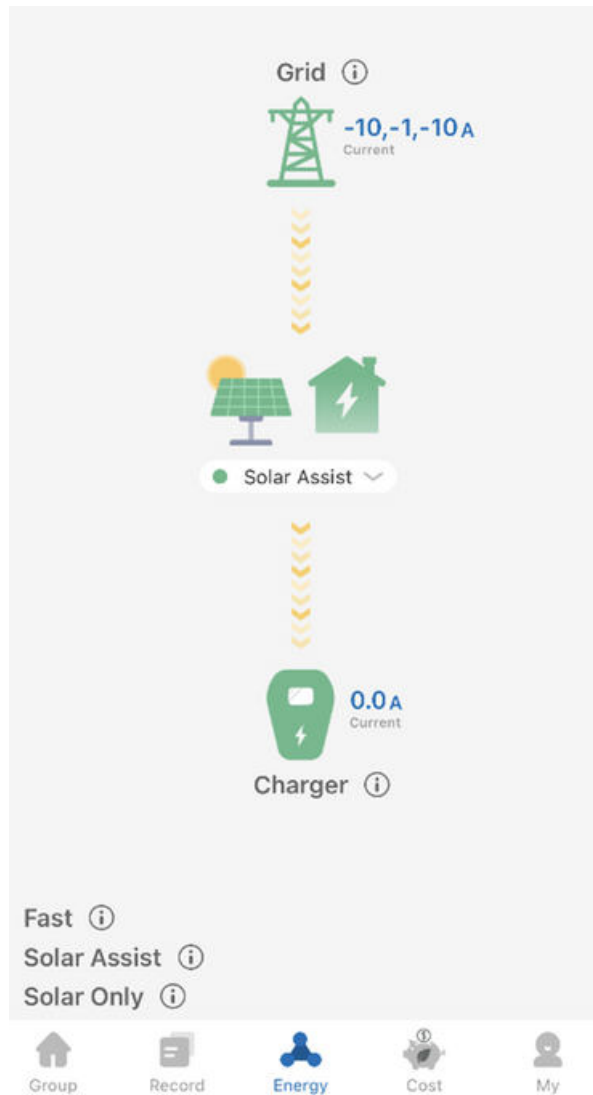 Grid
-10,-1,-10 A
Current
Solar Assist
0.0 A
Current
Charger
Fast
Solar Assist
Solar Only
Group Record Energy Cost My